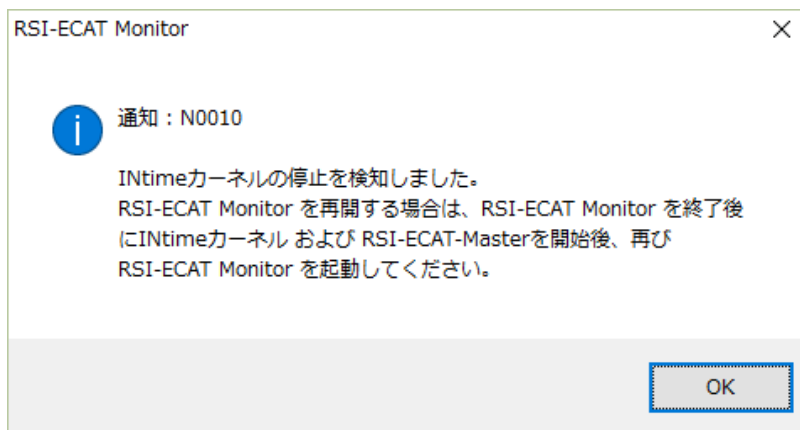 RSI-ECAT Monitor
通知：N0010
INtimeカーネルの停止を検知しました。
RSI-ECAT Monitor を再開する場合は、RSI-ECAT Monitor を終了後
にINtimeカーネル および RSI-ECAT-Masterを開始後、再び
RSI-ECAT Monitor を起動してください。
OK